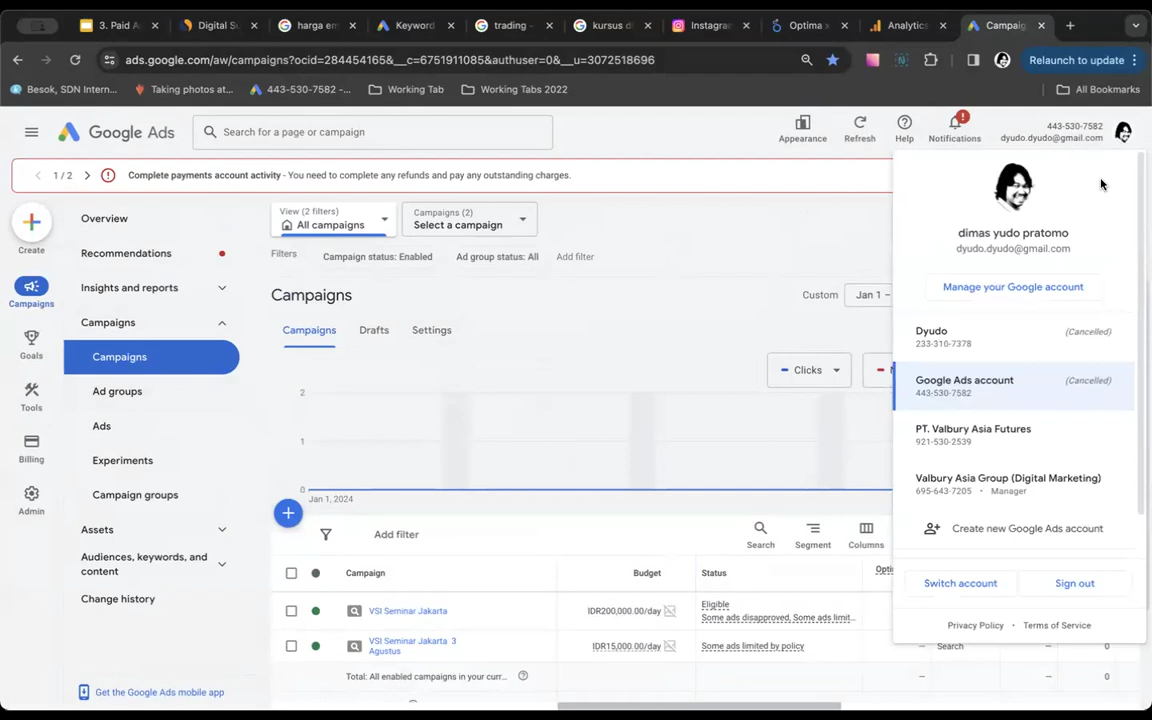 3. Paid A
Digital Su
harga em
Keyword
trading -
kursus di
Instagran
Optima x
Analytics
Campaig
ads.google.com/aw/campaigns?ocid=284454165&__c=6751911085&authuser=0&__u=3072518696
Relaunch to update
Besok, SDN Intern...
Taking photos at...
443-530-7582 -...
Working Tab
Working Tabs 2022
All Bookmarks
Google Ads
Search for a page or campaign
Appearance
Refresh
Help
Notifications
443-530-7582
dyudo.dyudo@gmail.com
1 / 2
Complete payments account activity - You need to complete any refunds and pay any outstanding charges.
Create
Campaigns
Goals
Tools
Billing
Admin
Overview
Recommendations
Insights and reports
Campaigns
Campaigns
Ad groups
Ads
Experiments
Campaign groups
Assets
Audiences, keywords, and
content
Change history
Get the Google Ads mobile app
View (2 filters)
All campaigns
Campaigns (2)
Select a campaign
Filters
Campaign status: Enabled
Ad group status: All
Add filter
Campaigns
Custom
Jan 1 –
Campaigns
Drafts
Settings
Clicks
2
1
0
Jan 1, 2024
Add filter
Search
Segment
Columns
Campaign
Budget
Status
Opti
VSI Seminar Jakarta
IDR200,000.00/day
Eligible
Some ads disapproved, Some ads limit...
VSI Seminar Jakarta 3
Agustus
IDR15,000.00/day
Some ads limited by policy
Search
—
—
0
Total: All enabled campaigns in your curr...
—
—
0
dimas yudo pratomo
dyudo.dyudo@gmail.com
Manage your Google account
Dyudo
(Cancelled)
233-310-7378
Google Ads account
(Cancelled)
443-530-7582
PT. Valbury Asia Futures
921-530-2539
Valbury Asia Group (Digital Marketing)
695-643-7205 • Manager
Create new Google Ads account
Switch account
Sign out
Privacy Policy • Terms of Service